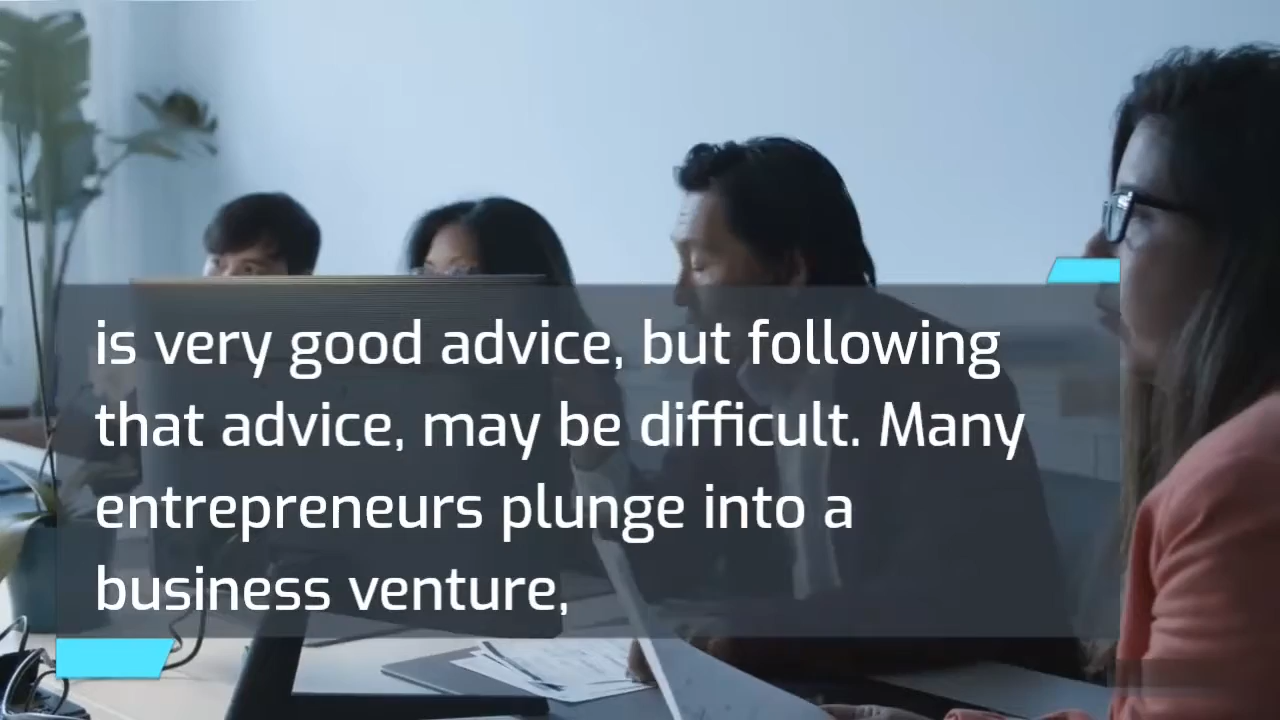 is very good advice, but following
that advice, may be difficult. Many
entrepreneurs plunge into a
business venture,